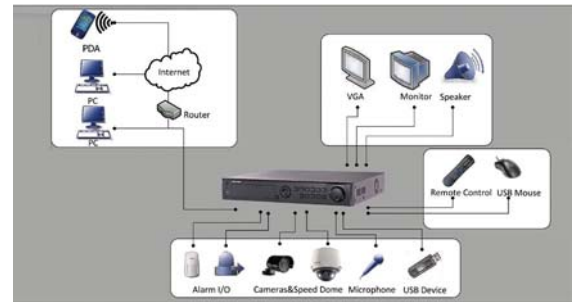 PDA
Internet
PC
Router
PC
VGA Monitor Speaker
Remote Control USB Mouse
Alarm I/O Cameras&Speed Dome Microphone USB Device